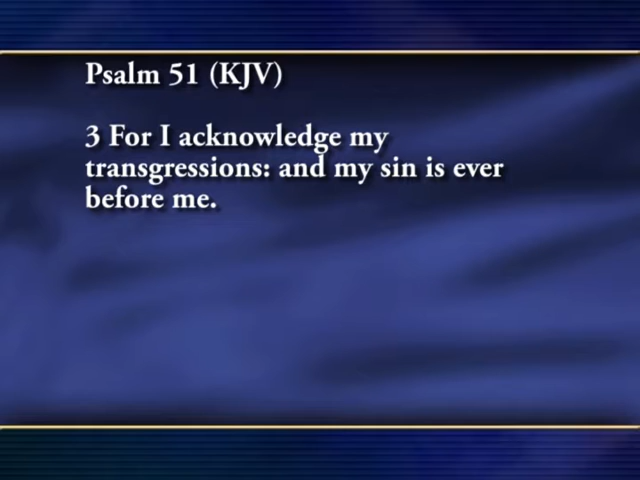 Psalm 51 (KJV)
3 For I acknowledge my
transgressions: and my sin is ever
before me.